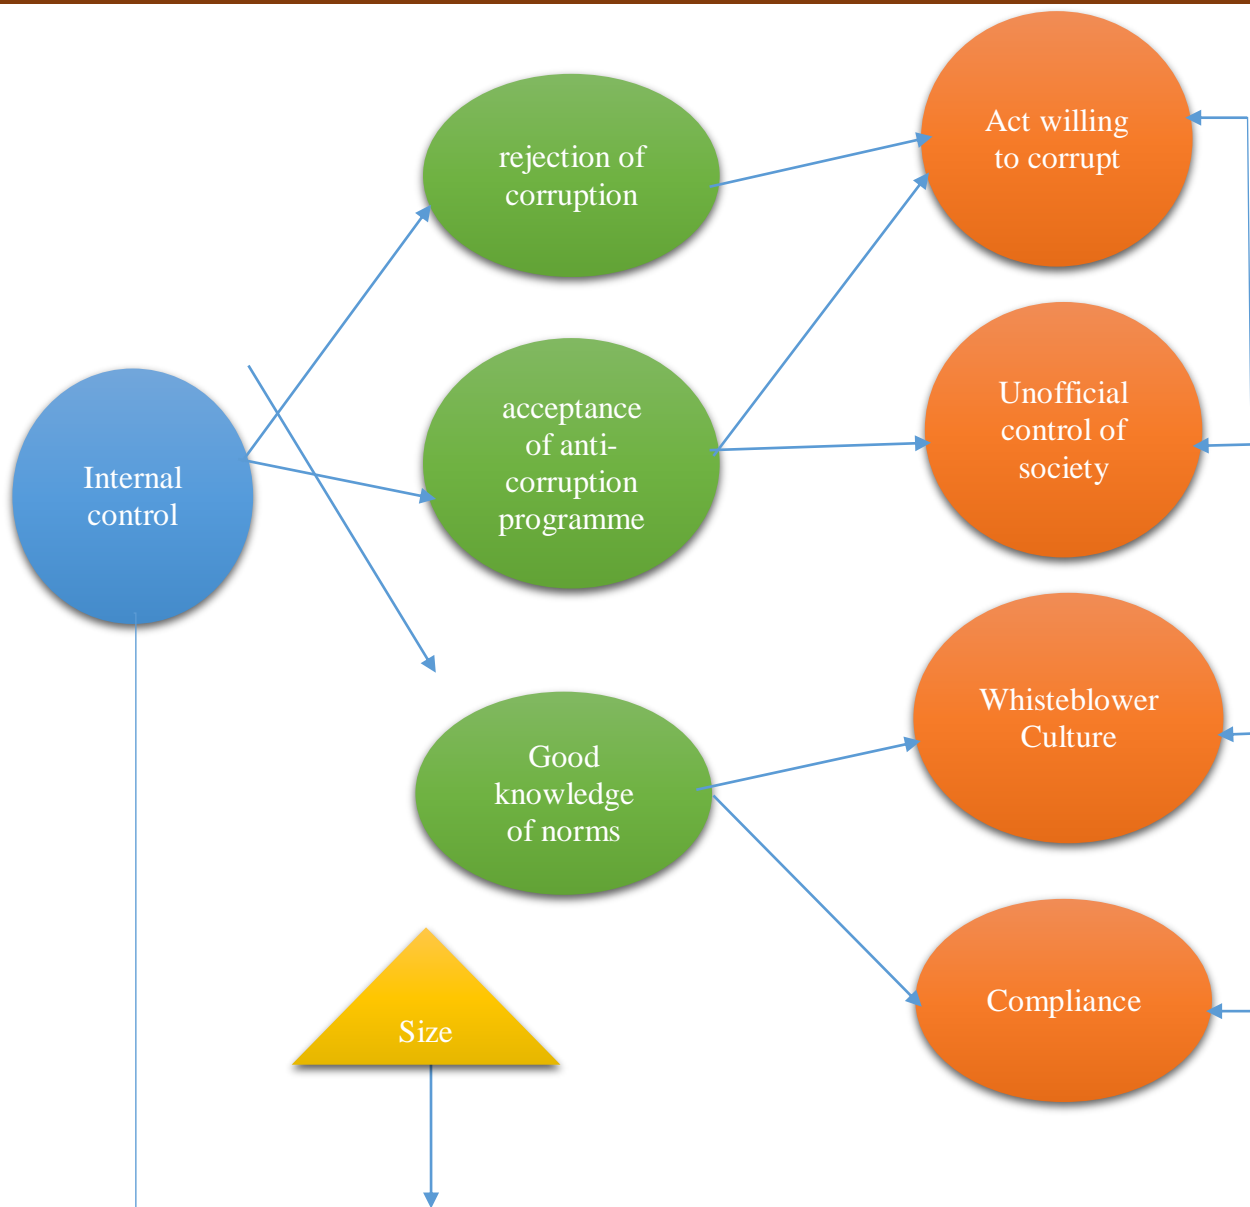 rejection of
corruption
Act willing
to corrupt
Internal
control
acceptance
of anti-
corruption
programme
Unofficial
control of
society
Good
knowledge
of norms
Whisteblower
Culture
Size
Compliance